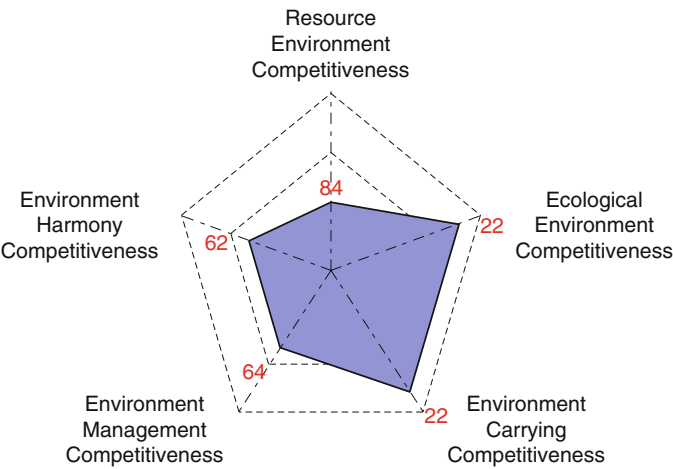 Resource
Environment
Competitiveness
84
Ecological
Environment
Competitiveness
22
Environment
Harmony
Competitiveness
62
64
Environment
Management
Competitiveness
22
Environment
Carrying
Competitiveness